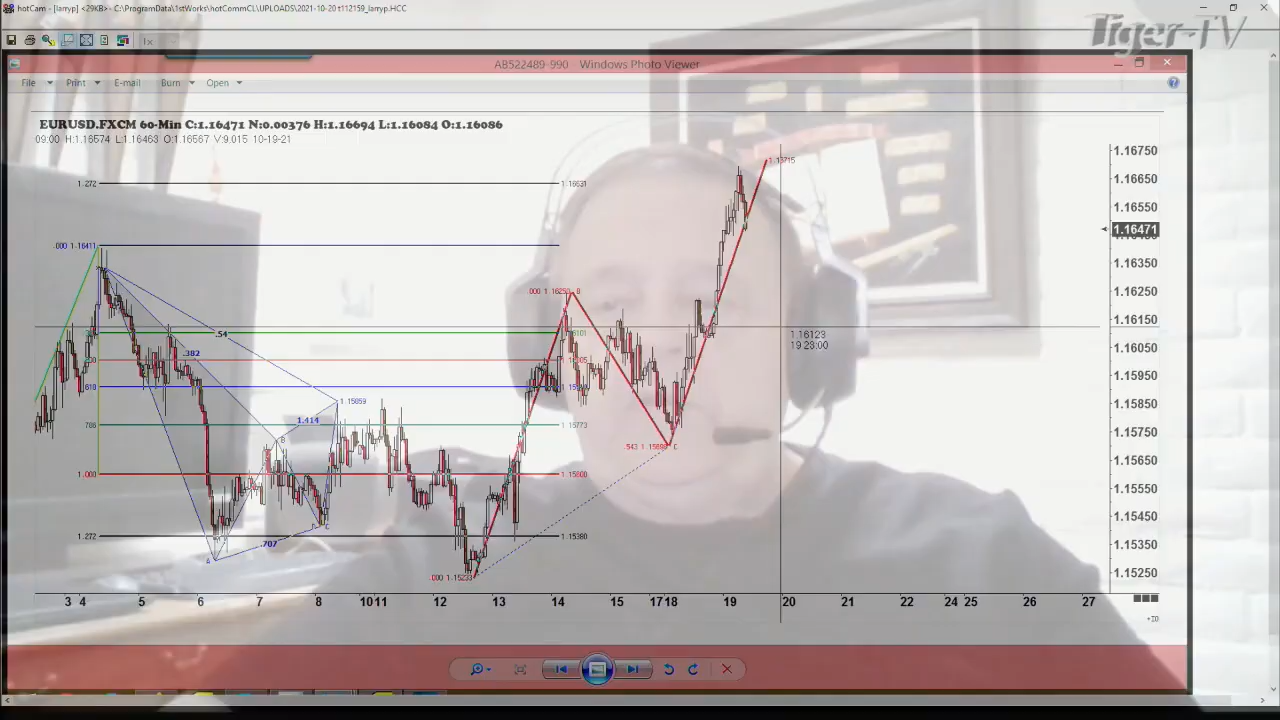 hotCam - [larryp] <29KB>- C:\ProgramData\1stWorks\hotCommCL\UPLOADS\2021-10-20 t112159_larryp.HCC
Tiger-TV
AB522489-990 - Windows Photo Viewer
File Print E-mail Burn Open
EURUSD.FXCM 60-Min C:1.16471 N:0.00376 H:1.16694 L:1.16084 O:1.16086
09:00 H:1.16574 L:1.16463 O:1.16567 V:9,015 10-19-21
1.16750
1.13715
1.272 1.16631
1.16650
1.16550
1.16471
.000 1.16411
1.16350
.000 1.16259 B
1.16250
1.16150
.54
1.16101
1.16123
19 23:00
.382
1.16050
1.15950
.618
1.15859
1.15850
1.414
.786 1.15773
1.15750
B
C
1.15650
1.000 1.15600
1.15550
1.15450
1.272 1.15380
.707
1.15350
A
.000 1.15233
1.15250
3 4 5 6 7 8 10 11 12 13 14 15 17 18 19 20 21 22 24 25 26 27